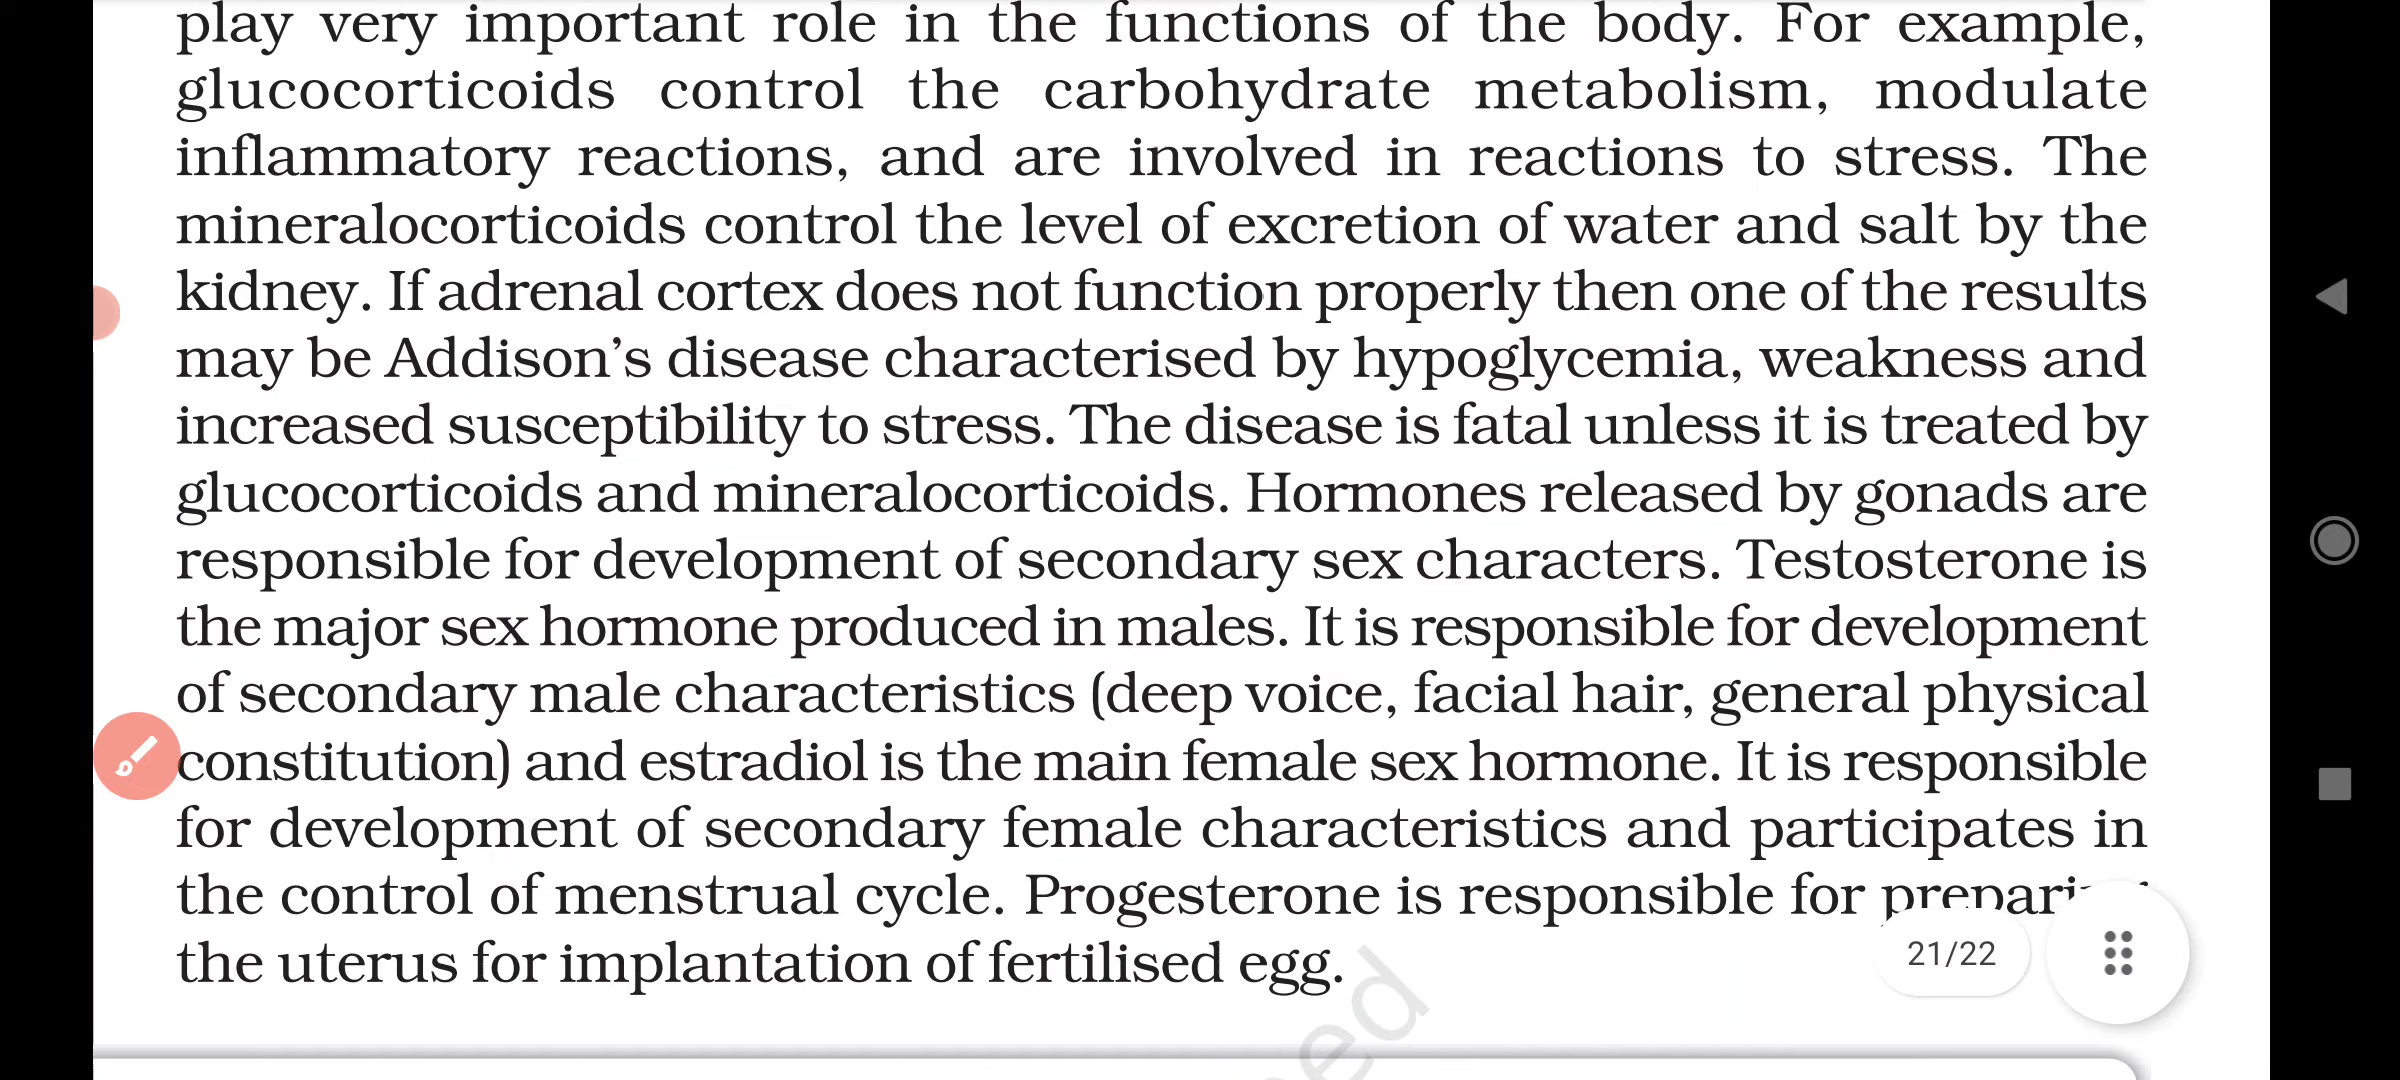 play very important role in the functions of the body. For example,
glucocorticoids control the carbohydrate metabolism, modulate
inflammatory reactions, and are involved in reactions to stress. The
mineralocorticoids control the level of excretion of water and salt by the
kidney. If adrenal cortex does not function properly then one of the results
may be Addison’s disease characterised by hypoglycemia, weakness and
increased susceptibility to stress. The disease is fatal unless it is treated by
glucocorticoids and mineralocorticoids. Hormones released by gonads are
responsible for development of secondary sex characters. Testosterone is
the major sex hormone produced in males. It is responsible for development
of secondary male characteristics (deep voice, facial hair, general physical
constitution) and estradiol is the main female sex hormone. It is responsible
for development of secondary female characteristics and participates in
the control of menstrual cycle. Progesterone is responsible for
the uterus for implantation of fertilised egg.
21/22